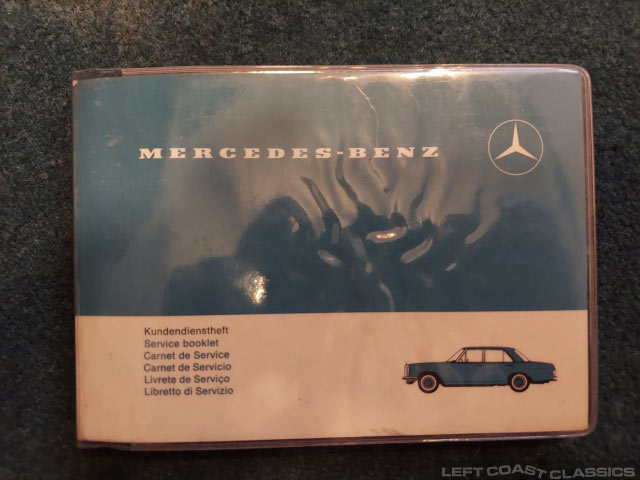 MERCEDES-BENZ
Kundendienstheft
Service booklet
Carnet de Service
Carnet de Servicio
Livrete de Serviço
Libretto di Servizio
LEFT COAST CLASSICS